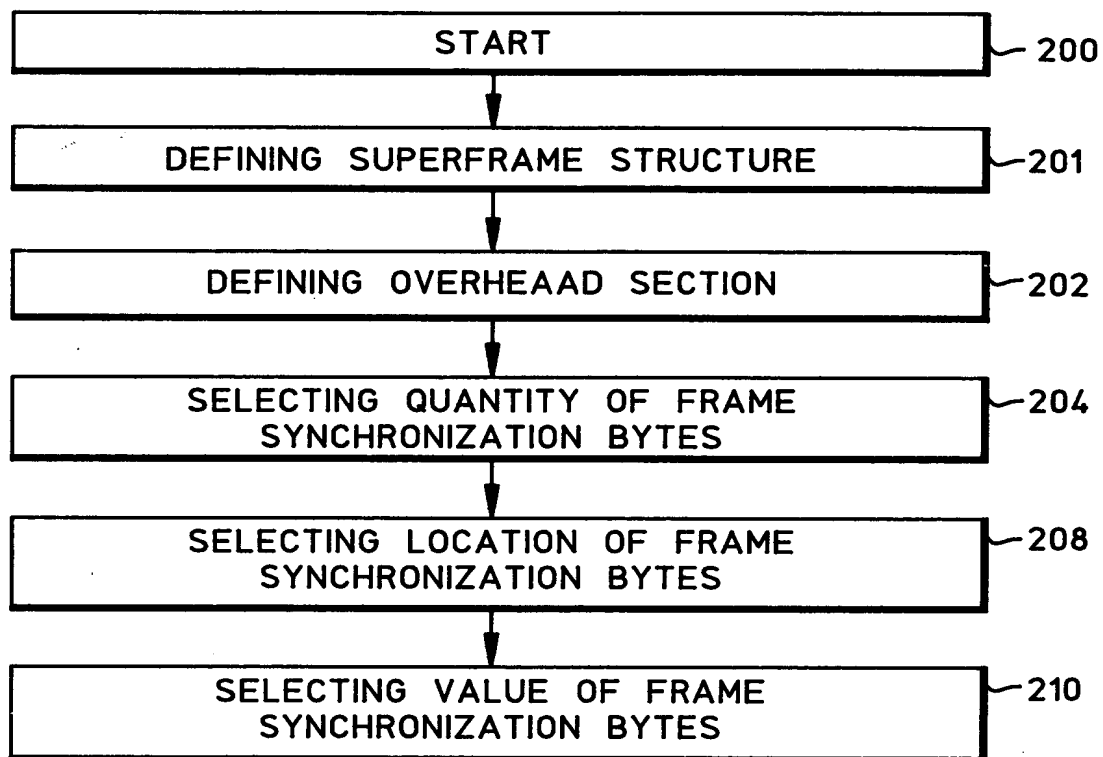 START
200
DEFINING SUPERFRAME STRUCTURE
201
DEFINING OVERHEAAD SECTION
202
SELECTING QUANTITY OF FRAME
SYNCHRONIZATION BYTES
204
SELECTING LOCATION OF FRAME
SYNCHRONIZATION BYTES
208
SELECTING VALUE OF FRAME
SYNCHRONIZATION BYTES
210